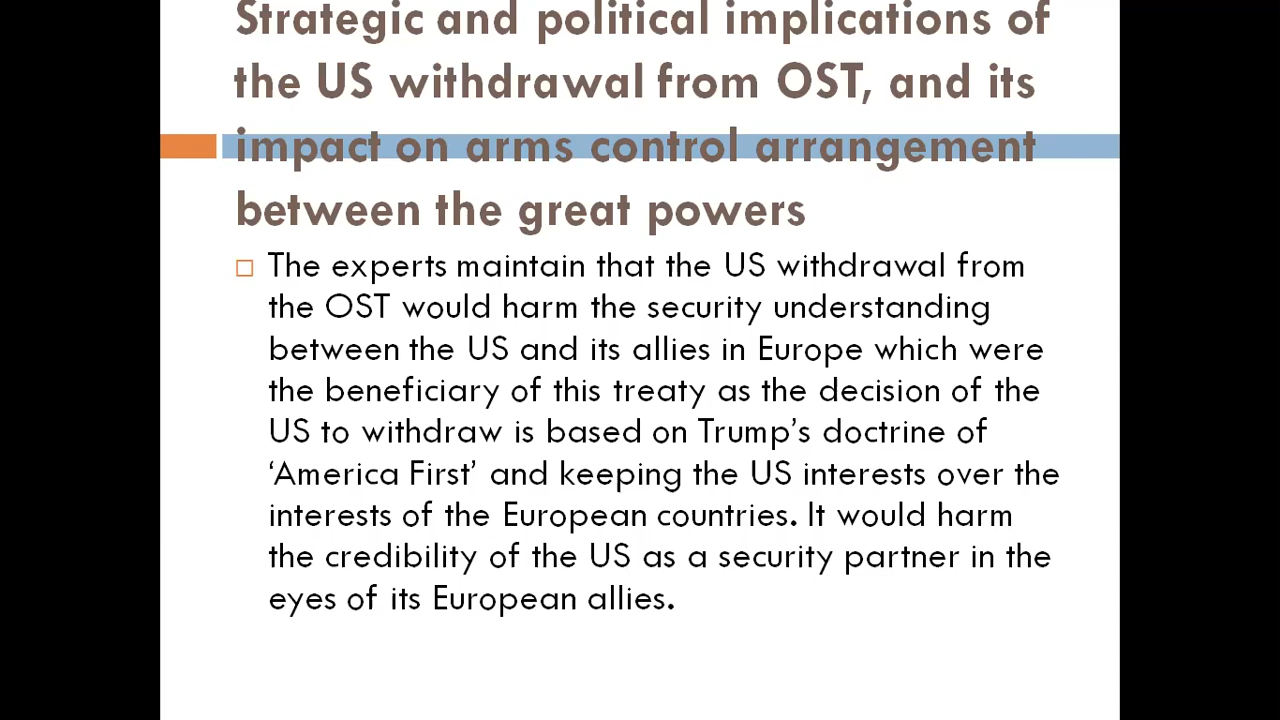 Strategic and political implications of
the US withdrawal from OST, and its
impact on arms control arrangement
between the great powers
The experts maintain that the US withdrawal from
the OST would harm the security understanding
between the US and its allies in Europe which were
the beneficiary of this treaty as the decision of the
US to withdraw is based on Trump’s doctrine of
‘America First’ and keeping the US interests over the
interests of the European countries. It would harm
the credibility of the US as a security partner in the
eyes of its European allies.